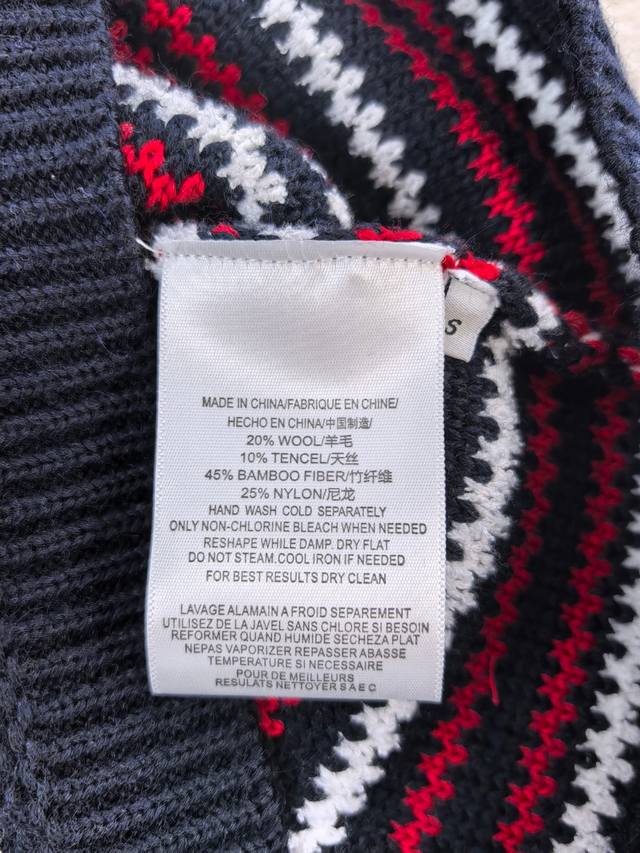 MADE IN CHINA/FABRIQUE EN CHINE/
HECHO EN CHINA/中国制造/
20% WOOL/羊毛
10% TENCEL/天丝
45% BAMBOO FIBER/竹纤维
25% NYLON/尼龙
HAND WASH COLD SEPARATELY
ONLY NON-CHLORINE BLEACH WHEN NEEDED
RESHAPE WHILE DAMP. DRY FLAT
DO NOT STEAM.COOL IRON IF NEEDED
FOR BEST RESULTS DRY CLEAN
LAVAGE ALAMAIN A FROID SEPAREMENT
UTILISEZ DE LA JAVEL SANS CHLORE SI BESOIN
REFORMER QUAND HUMIDE SECHEZA PLAT
NEPAS VAPORIZER REPASSER ABASSE
TEMPERATURE SI NECESSAIRE
POUR DE MEILLEURS
RESULATS NETTOYER S A E C
S